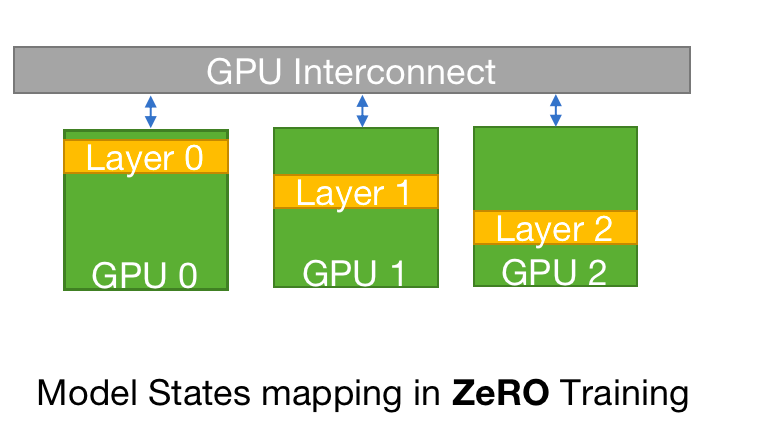 GPU Interconnect
Layer 0
Layer 1
Layer 2
GPU 0
GPU 1
GPU 2
Model States mapping in ZeRO Training